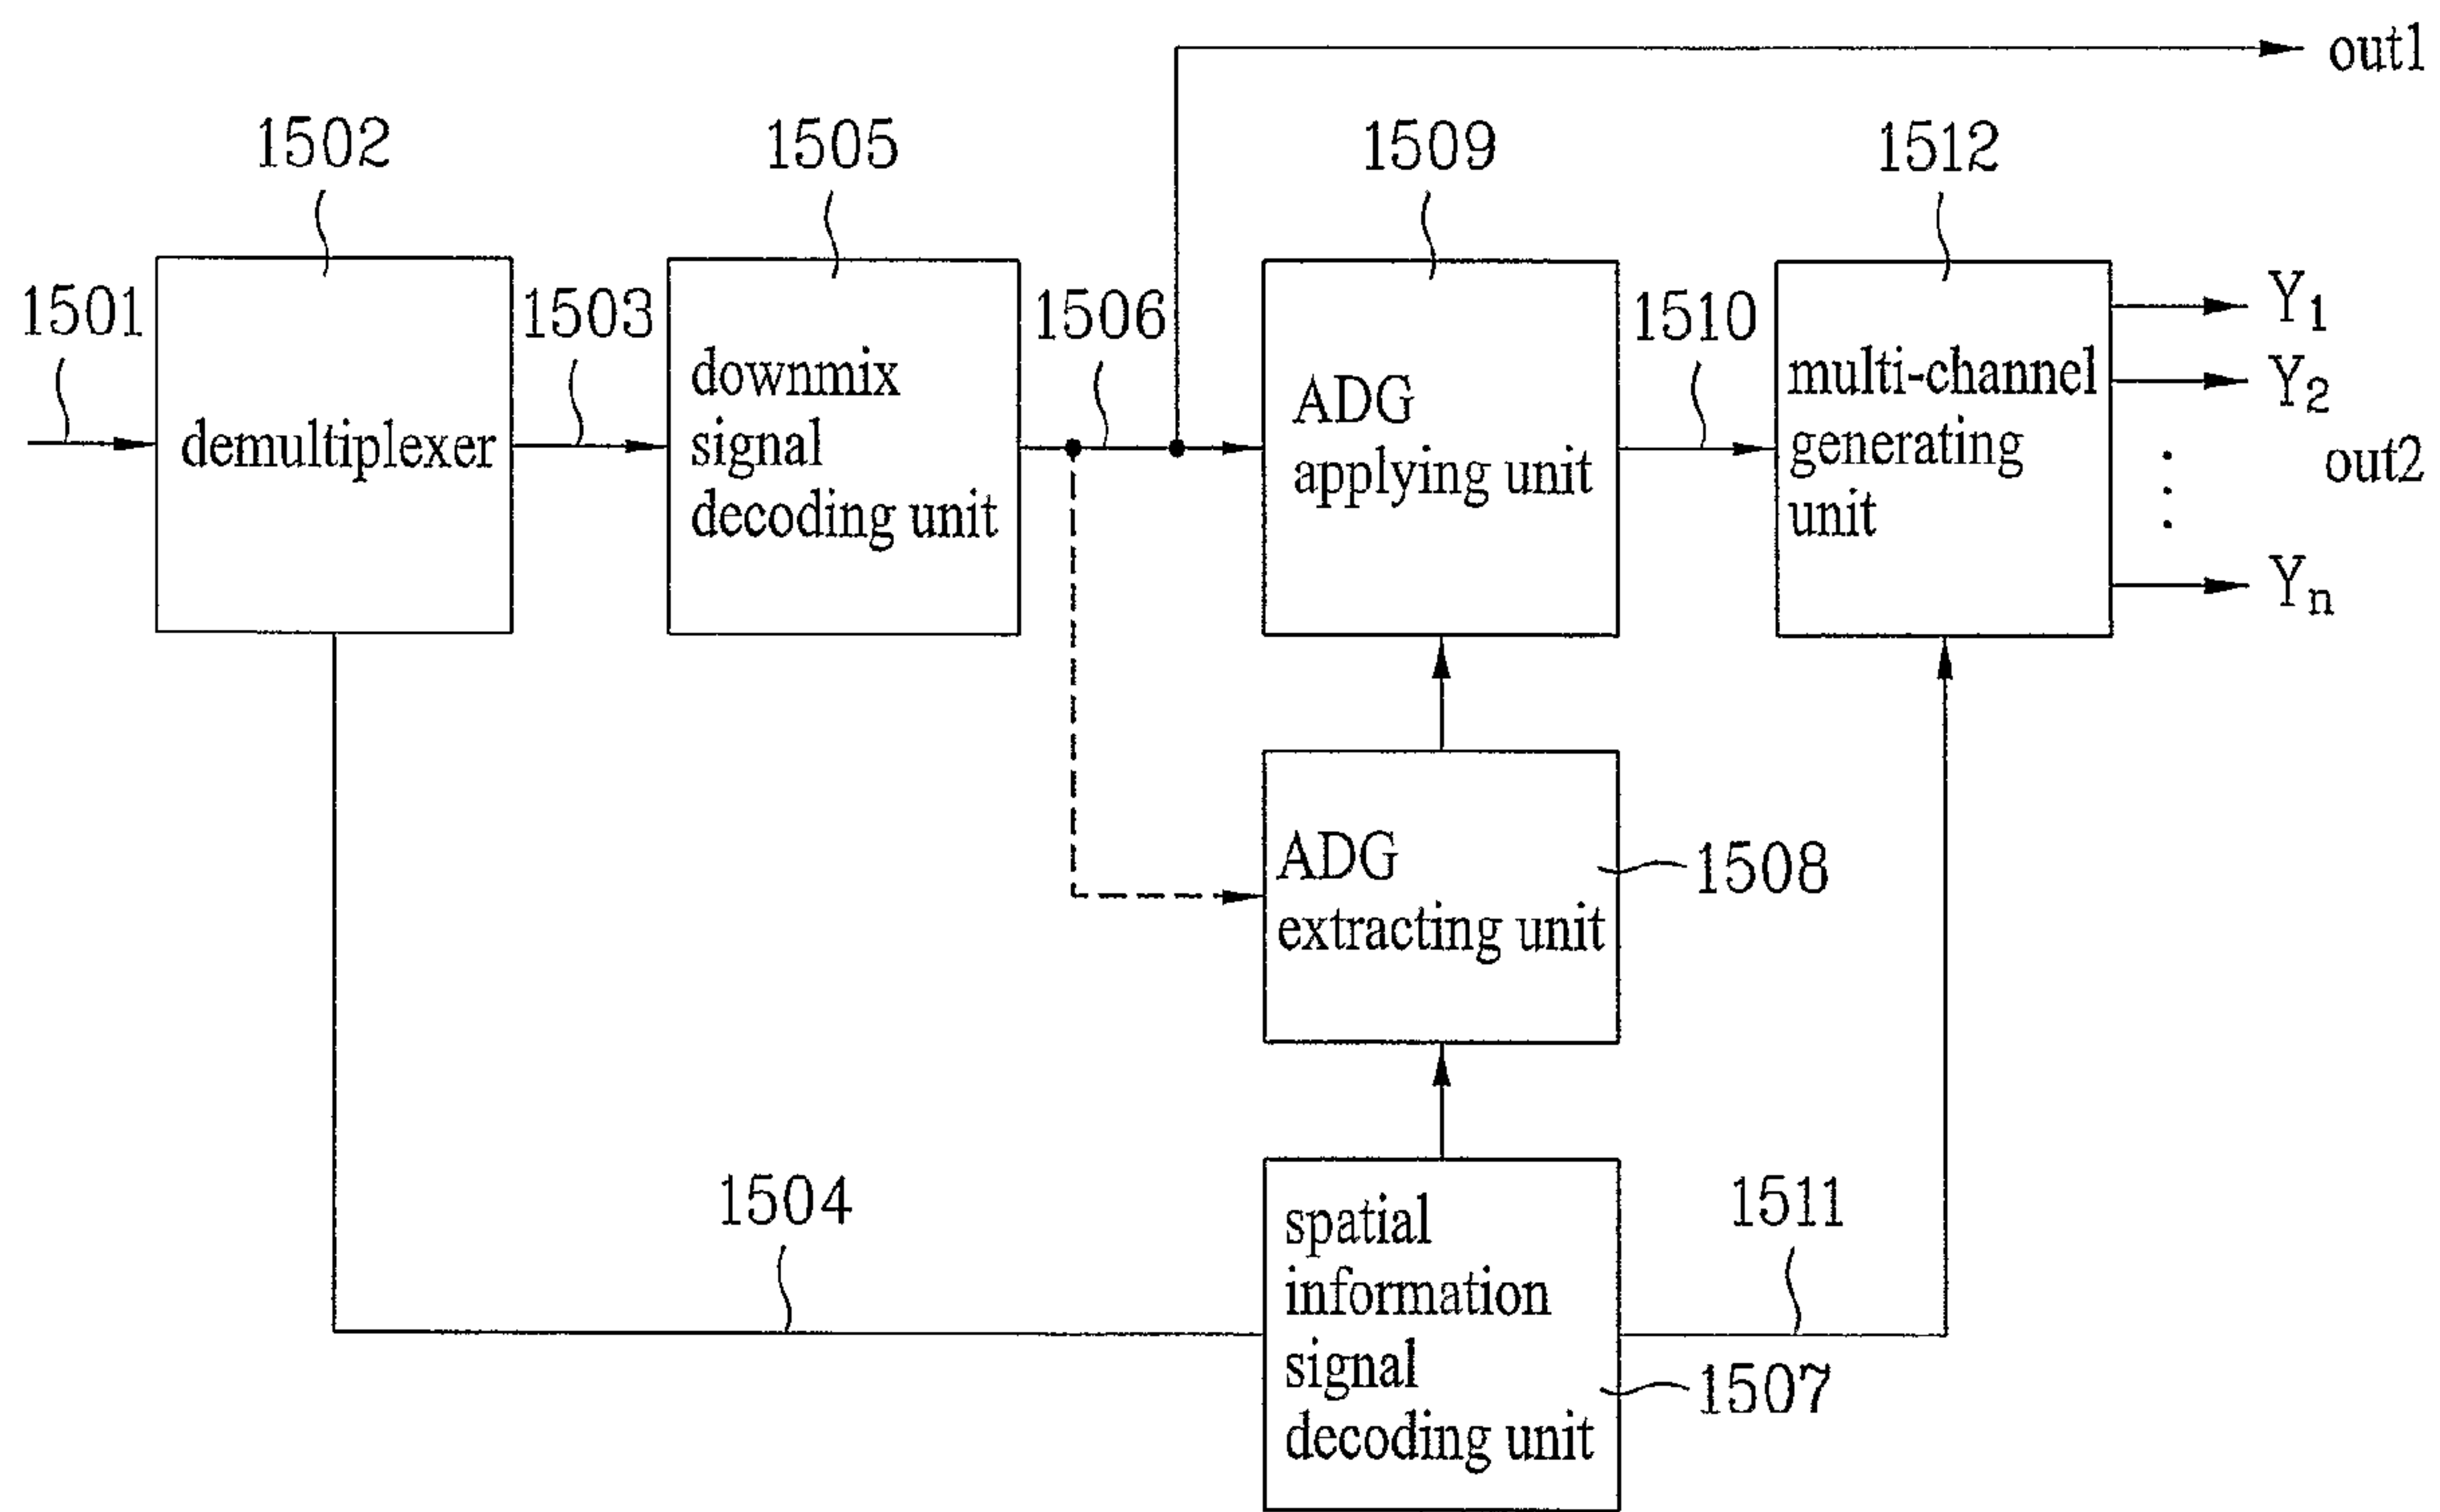 out1
1502
1505
1509
1512
1501
1503
1506
1510
demultiplexer
downmix
signal
decoding unit
ADG
applying unit
multi-channel
generating
unit
Y1
Y2
out2
Yn
ADG
extracting unit
1508
1504
spatial
information
signal
decoding unit
1511
1507